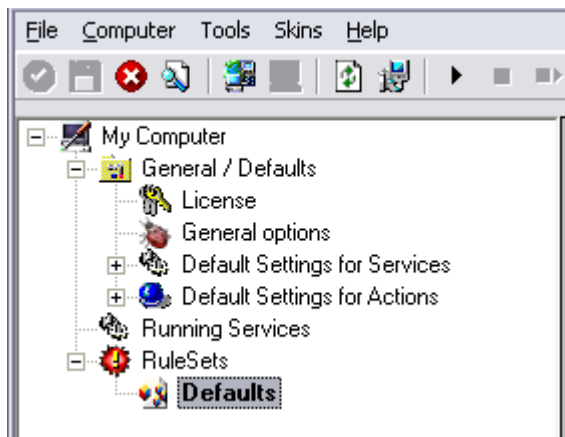 File Computer Tools Skins Help
My Computer
General / Defaults
License
General options
Default Settings for Services
Default Settings for Actions
Running Services
RuleSets
Defaults